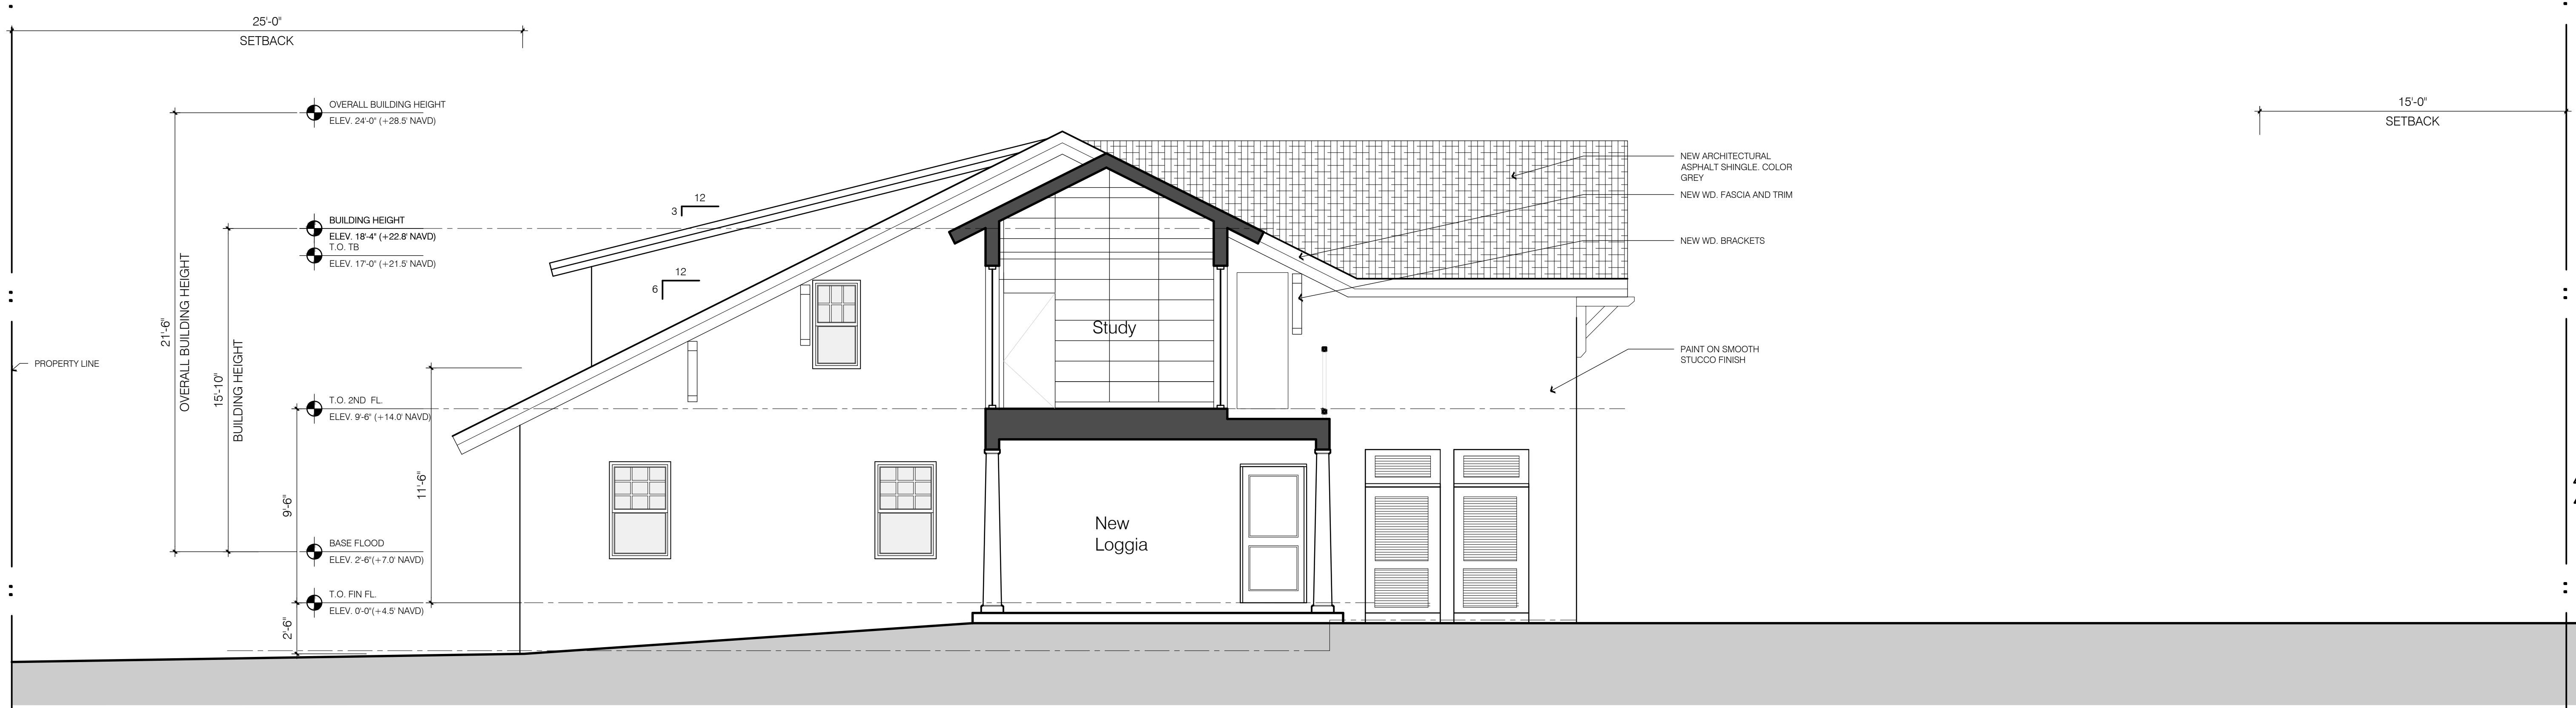 25'-0"
SETBACK
15'-0"
SETBACK
OVERALL BUILDING HEIGHT
ELEV. 24'-0" (+28.5' NAVD)
BUILDING HEIGHT
ELEV. 18'-4" (+22.8' NAVD)
T.O. TB
ELEV. 17'-0" (+21.5' NAVD)
21'-6"
OVERALL BUILDING HEIGHT
15'-10"
BUILDING HEIGHT
PROPERTY LINE
T.O. 2ND FL.
ELEV. 9'-6" (+14.0' NAVD)
11'-6"
9'-6"
BASE FLOOD
ELEV. 2'-6"(+7.0' NAVD)
T.O. FIN FL.
ELEV. 0'-0"(+4.5' NAVD)
2'-6"
12
3
12
6
Study
New
Loggia
NEW ARCHITECTURAL
ASPHALT SHINGLE. COLOR
GREY
NEW WD. FASCIA AND TRIM
NEW WD. BRACKETS
PAINT ON SMOOTH
STUCCO FINISH